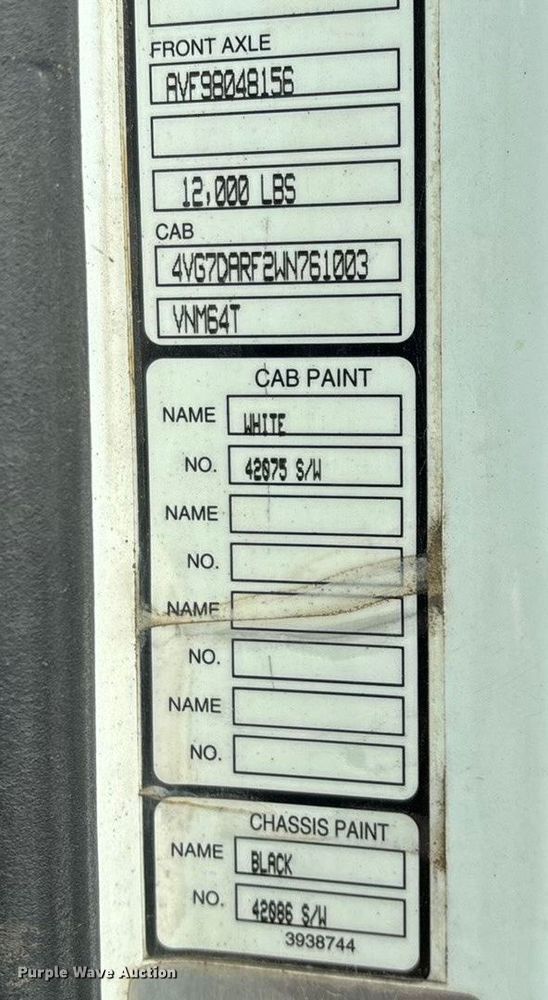 FRONT AXLE
AVF98048156
12,000 LBS
CAB
4VG7DARF2WN761003
VNM64T
CAB PAINT
NAME WHITE
NO. 42075 S/W
NAME
NO.
NAME
NO.
NAME
NO.
CHASSIS PAINT
NAME BLACK
NO. 42086 S/W
3938744
Purple Wave Auction